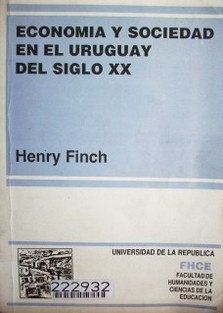 ECONOMIA Y SOCIEDAD
EN EL URUGUAY
DEL SIGLO XX
Henry Finch
UNIVERSIDAD DE LA REPUBLICA
FHCE
FACULTAD DE
HUMANIDADES Y
CIENCIAS DE LA
EDUCACION
222932